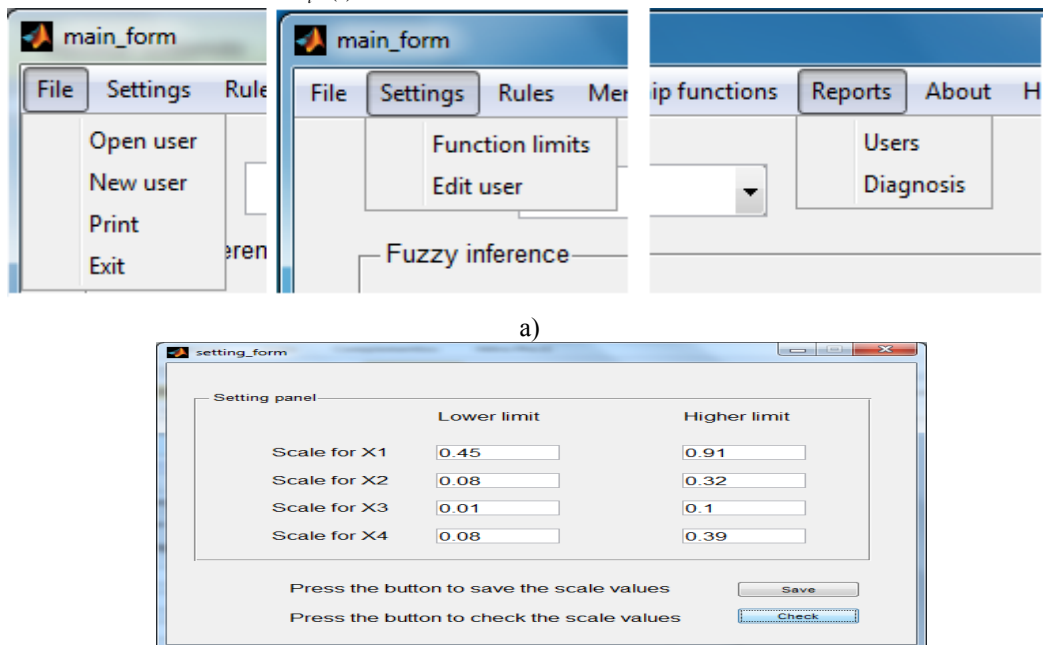 main_form
File Settings Rule
Open user
New user
Print
Exit
eren
main_form
File Settings Rules Mer
Function limits
Edit user
Fuzzy inference
ip functions Reports About H
Users
Diagnosis
a)
setting_form
Setting panel
Lower limit Higher limit
Scale for X1 0.45 0.91
Scale for X2 0.08 0.32
Scale for X3 0.01 0.1
Scale for X4 0.08 0.39
Press the button to save the scale values Save
Press the button to check the scale values Check